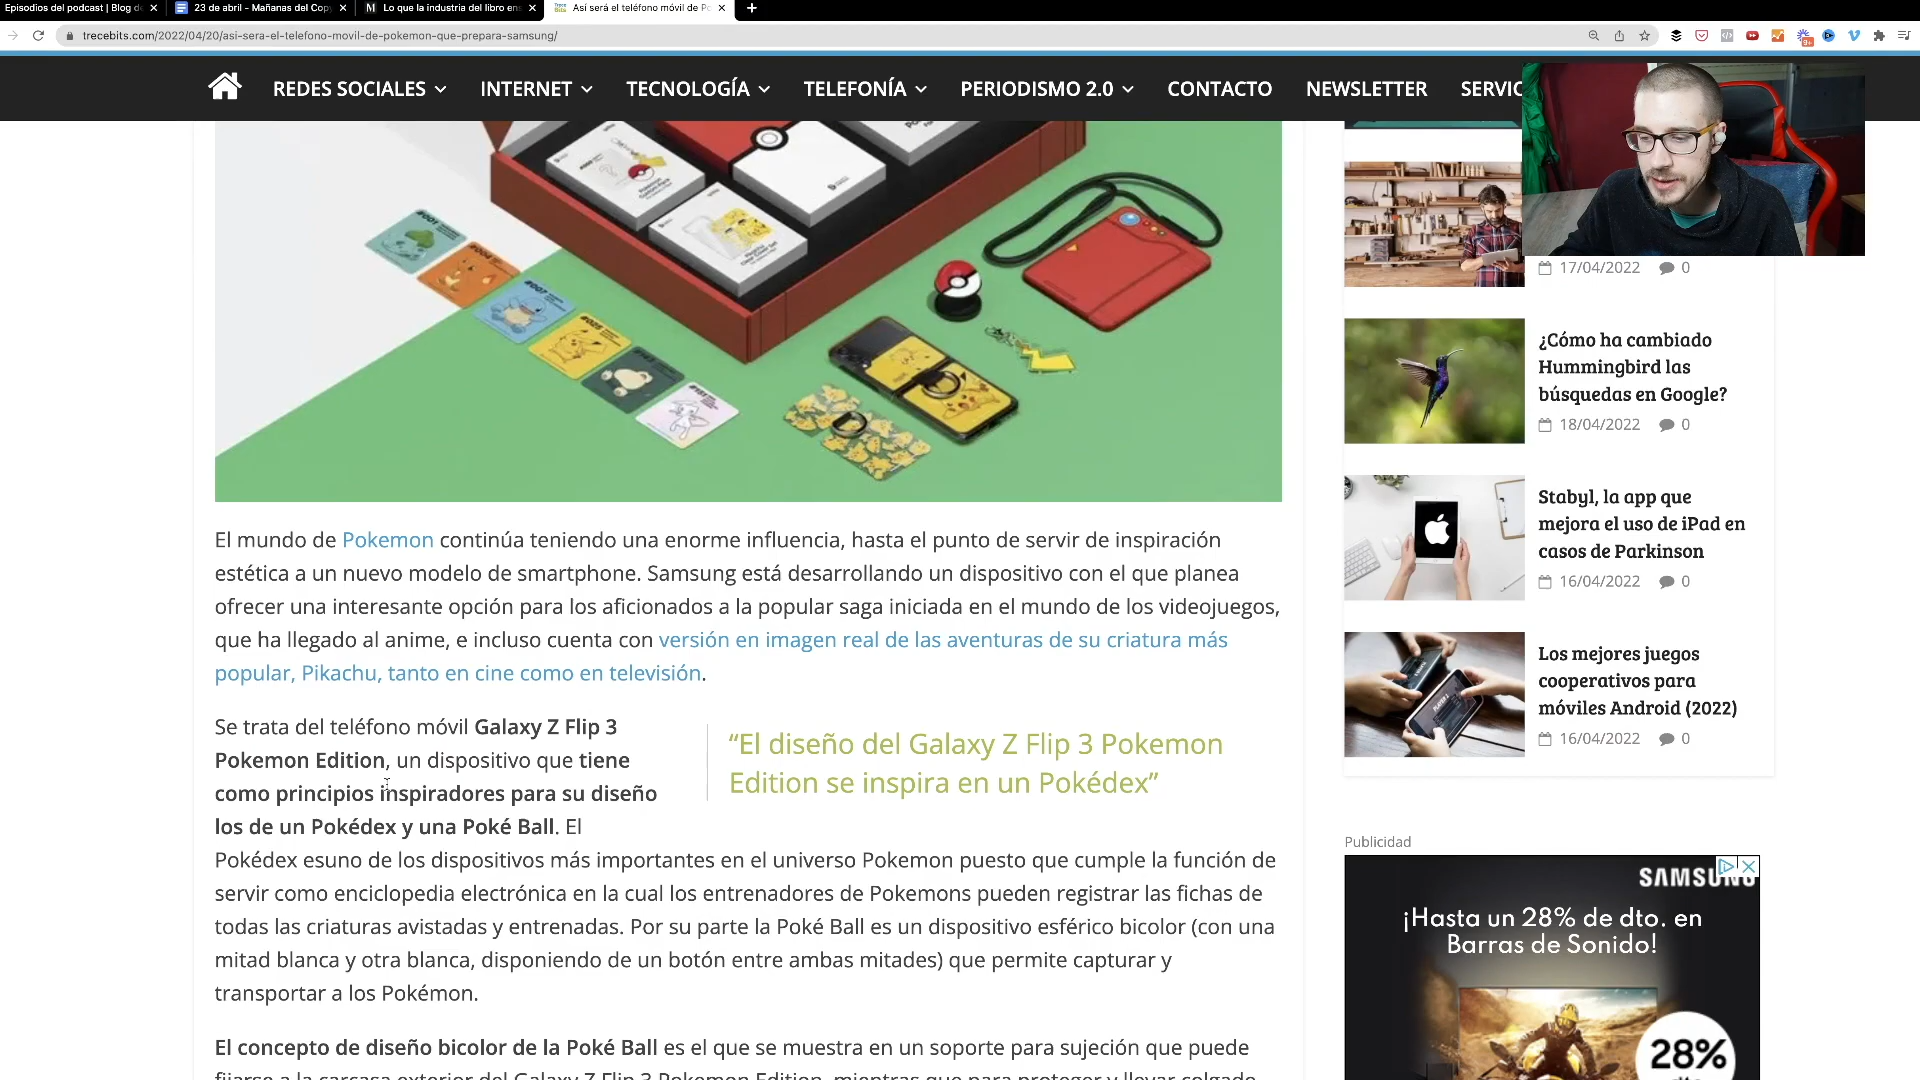 Episodios del podcast | Blog de
23 de abril - Mañanas del Cop
Lo que la industria del libro en
Así será el teléfono móvil de Po
trecebits.com/2022/04/20/asi-sera-el-telefono-movil-de-pokemon-que-prepara-samsung/
REDES SOCIALES
INTERNET
TECNOLOGÍA
TELEFONÍA
PERIODISMO 2.0
CONTACTO
NEWSLETTER
SERVIC
#001
#004
#007
#025
#151
El mundo de Pokemon continúa teniendo una enorme influencia, hasta el punto de servir de inspiración
estética a un nuevo modelo de smartphone. Samsung está desarrollando un dispositivo con el que planea
ofrecer una interesante opción para los aficionados a la popular saga iniciada en el mundo de los videojuegos,
que ha llegado al anime, e incluso cuenta con versión en imagen real de las aventuras de su criatura más
popular, Pikachu, tanto en cine como en televisión.
Se trata del teléfono móvil Galaxy Z Flip 3
Pokemon Edition, un dispositivo que tiene
como principios inspiradores para su diseño
los de un Pokédex y una Poké Ball. El
“El diseño del Galaxy Z Flip 3 Pokemon
Edition se inspira en un Pokédex”
Pokédex esuno de los dispositivos más importantes en el universo Pokemon puesto que cumple la función de
servir como enciclopedia electrónica en la cual los entrenadores de Pokemons pueden registrar las fichas de
todas las criaturas avistadas y entrenadas. Por su parte la Poké Ball es un dispositivo esférico bicolor (con una
mitad blanca y otra blanca, disponiendo de un botón entre ambas mitades) que permite capturar y
transportar a los Pokémon.
El concepto de diseño bicolor de la Poké Ball es el que se muestra en un soporte para sujeción que puede
fijarse a la carcasa exterior del Galaxy Z Flip 3 Pokemon Edition, mientras que para proteger y llevar colgado
17/04/2022 0
¿Cómo ha cambiado
Hummingbird las
búsquedas en Google?
18/04/2022 0
Stabyl, la app que
mejora el uso de iPad en
casos de Parkinson
16/04/2022 0
Los mejores juegos
cooperativos para
móviles Android (2022)
16/04/2022 0
Publicidad
SAMSUNG
¡Hasta un 28% de dto. en
Barras de Sonido!
28%
dto